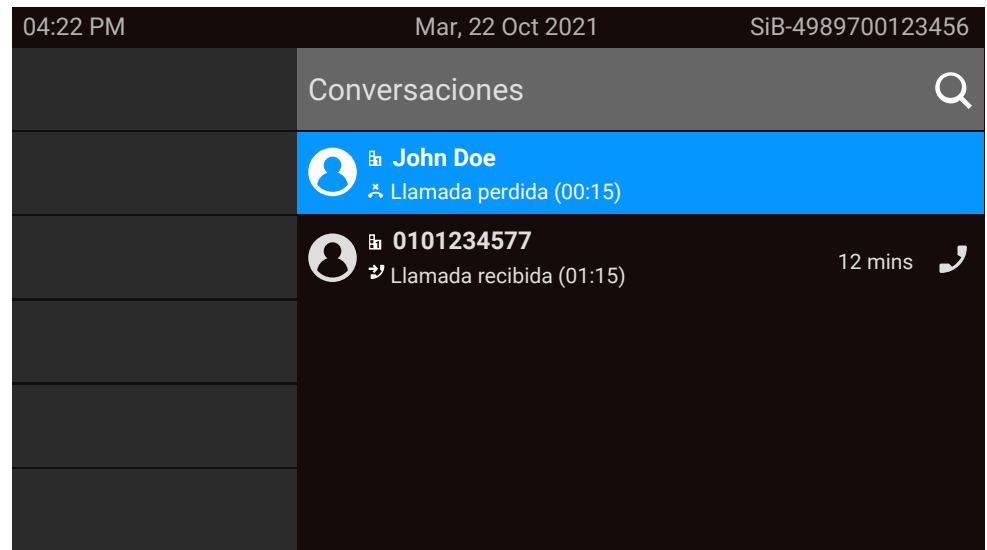 04:22 PM Mar, 22 Oct 2021 SiB-4989700123456
Conversaciones
John Doe
Llamada perdida (00:15)
0101234577
Llamada recibida (01:15)
12 mins